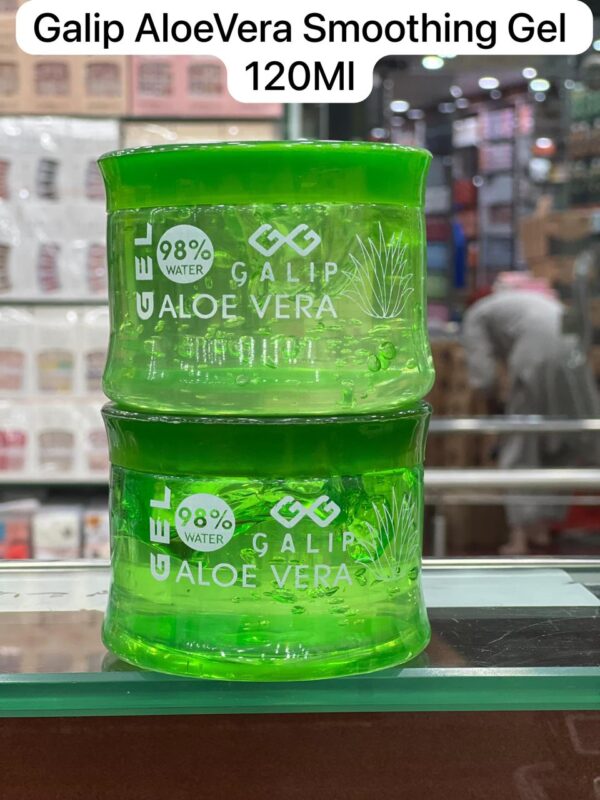 Galip AloeVera Smoothing Gel
120Ml
GEL
98%
WATER
GALIP
ALOE VERA
GEL
98%
WATER
GALIP
ALOE VERA